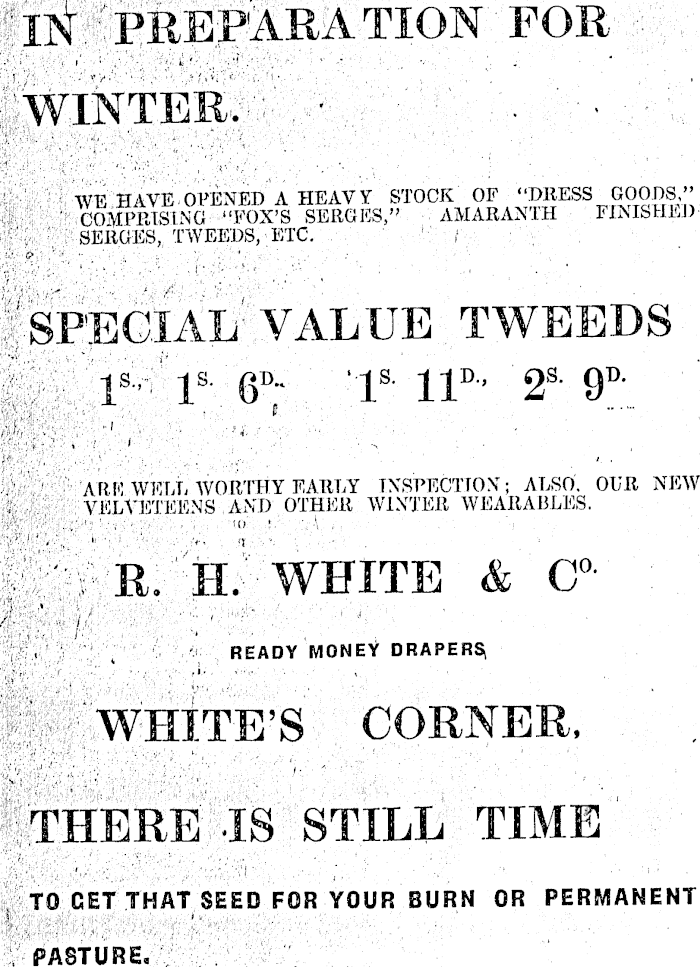 IN PREPARATION FOR
WINTER.
WE HAVE OPENED A HEAVY STOCK OF "DRESS GOODS,"
COMPRISING "FOX'S SERGES," AMARANTH FINISHED
SERGES, TWEEDS, ETC.
SPECIAL VALUE TWEEDS
1S., 1S. 6D., 1S. 11D., 2S. 9D.
ARE WELL WORTHY EARLY INSPECTION; ALSO, OUR NEW
VELVETEENS AND OTHER WINTER WEARABLES.
R. H. WHITE & CO.
READY MONEY DRAPERS,
WHITE'S CORNER,
THERE IS STILL TIME
TO GET THAT SEED FOR YOUR BURN OR PERMANENT
PASTURE.